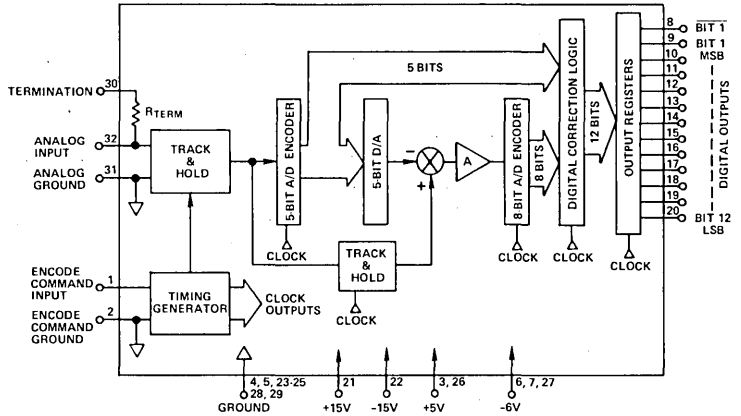 TERMINATION
30
R TERM
ANALOG
INPUT
32
ANALOG
GROUND
31
TRACK
&
HOLD
5-BIT A/D ENCODER
CLOCK
5 BITS
5-BIT D/A
−
+
A
8-BIT A/D ENCODER
CLOCK
8 BITS
DIGITAL CORRECTION LOGIC
CLOCK
12 BITS
OUTPUT REGISTERS
CLOCK
8
BIT 1
9
BIT 1
MSB
10
11
12
13
14
15
16
17
18
19
20
BIT 12
LSB
DIGITAL OUTPUTS
TRACK
&
HOLD
CLOCK
ENCODE
COMMAND
INPUT
1
ENCODE
COMMAND
GROUND
2
TIMING
GENERATOR
CLOCK
OUTPUTS
4, 5, 23-25
28, 29
GROUND
21
+15V
22
-15V
3, 26
+5V
6, 7, 27
-6V